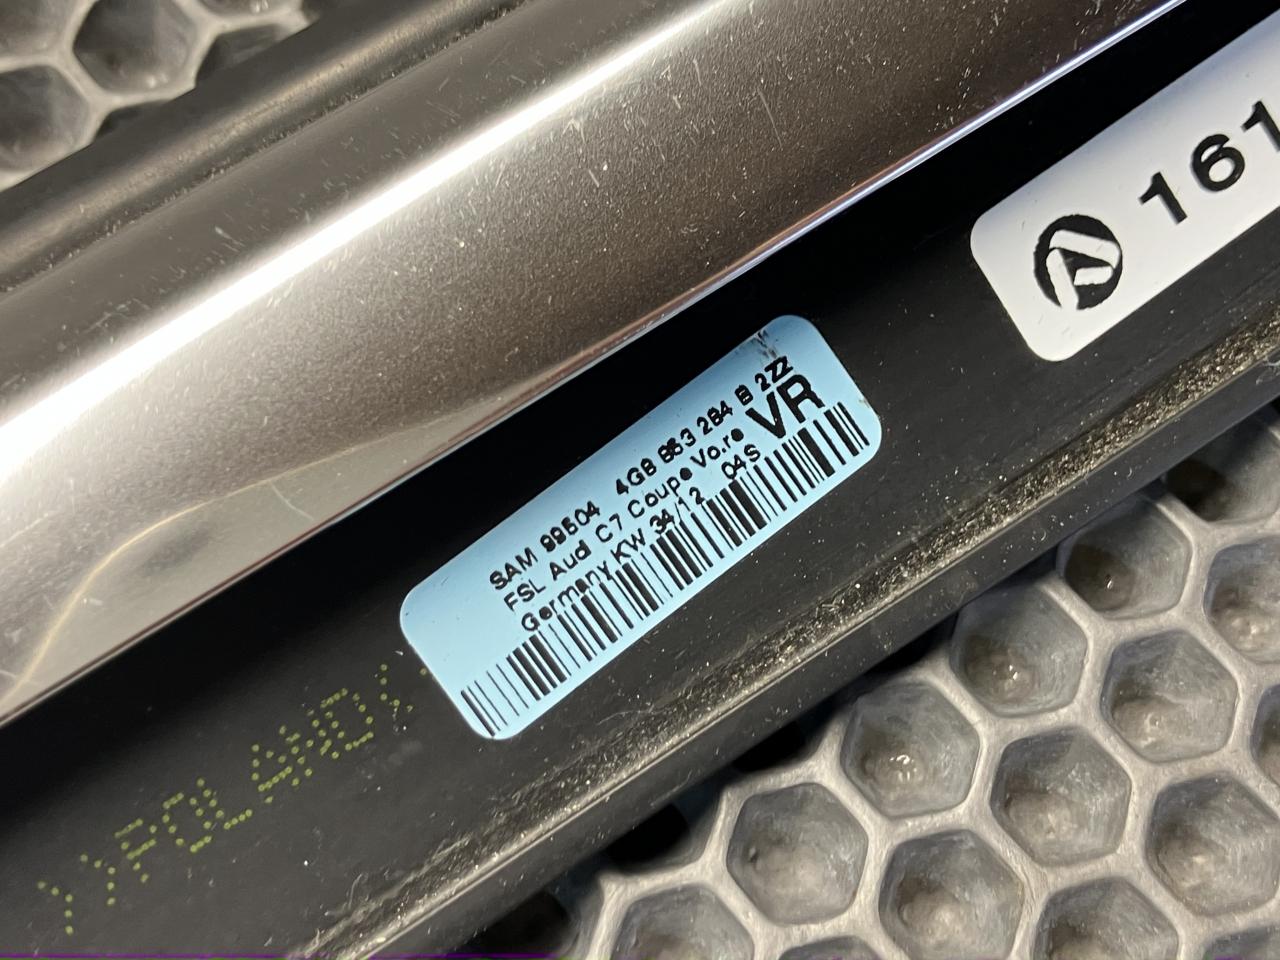 161
SAM 99504 4G8 853 284 B 2ZZ
FSL Audi C7 Coupe Vo.re VR
Germany KW 34/12 04S
POLAND